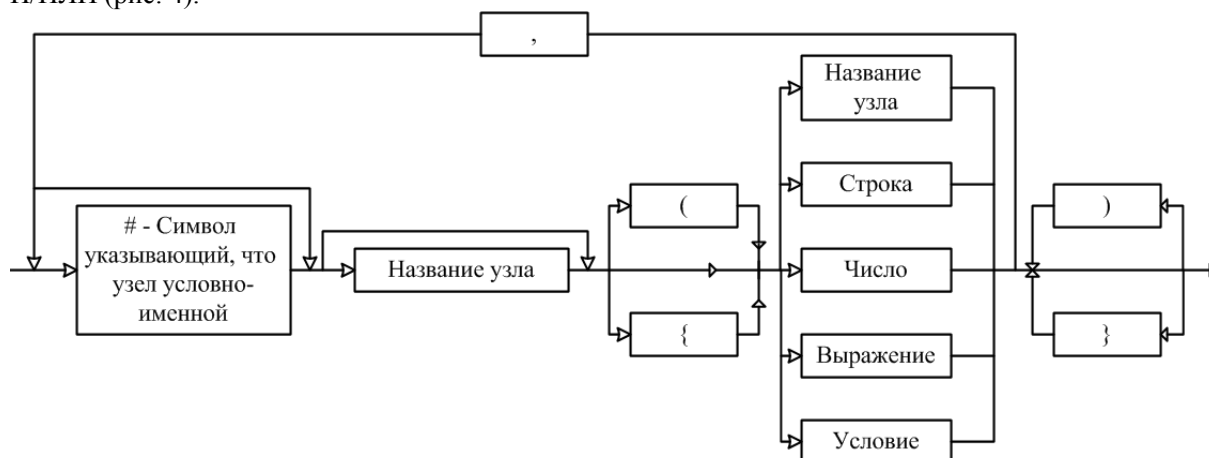 И/ИЛИ (рис. 4).
,
Название
узла
Строка
(
)
# - Символ
указывающий, что
узел условно-
именной
Название узла
Число
{
}
Выражение
Условие